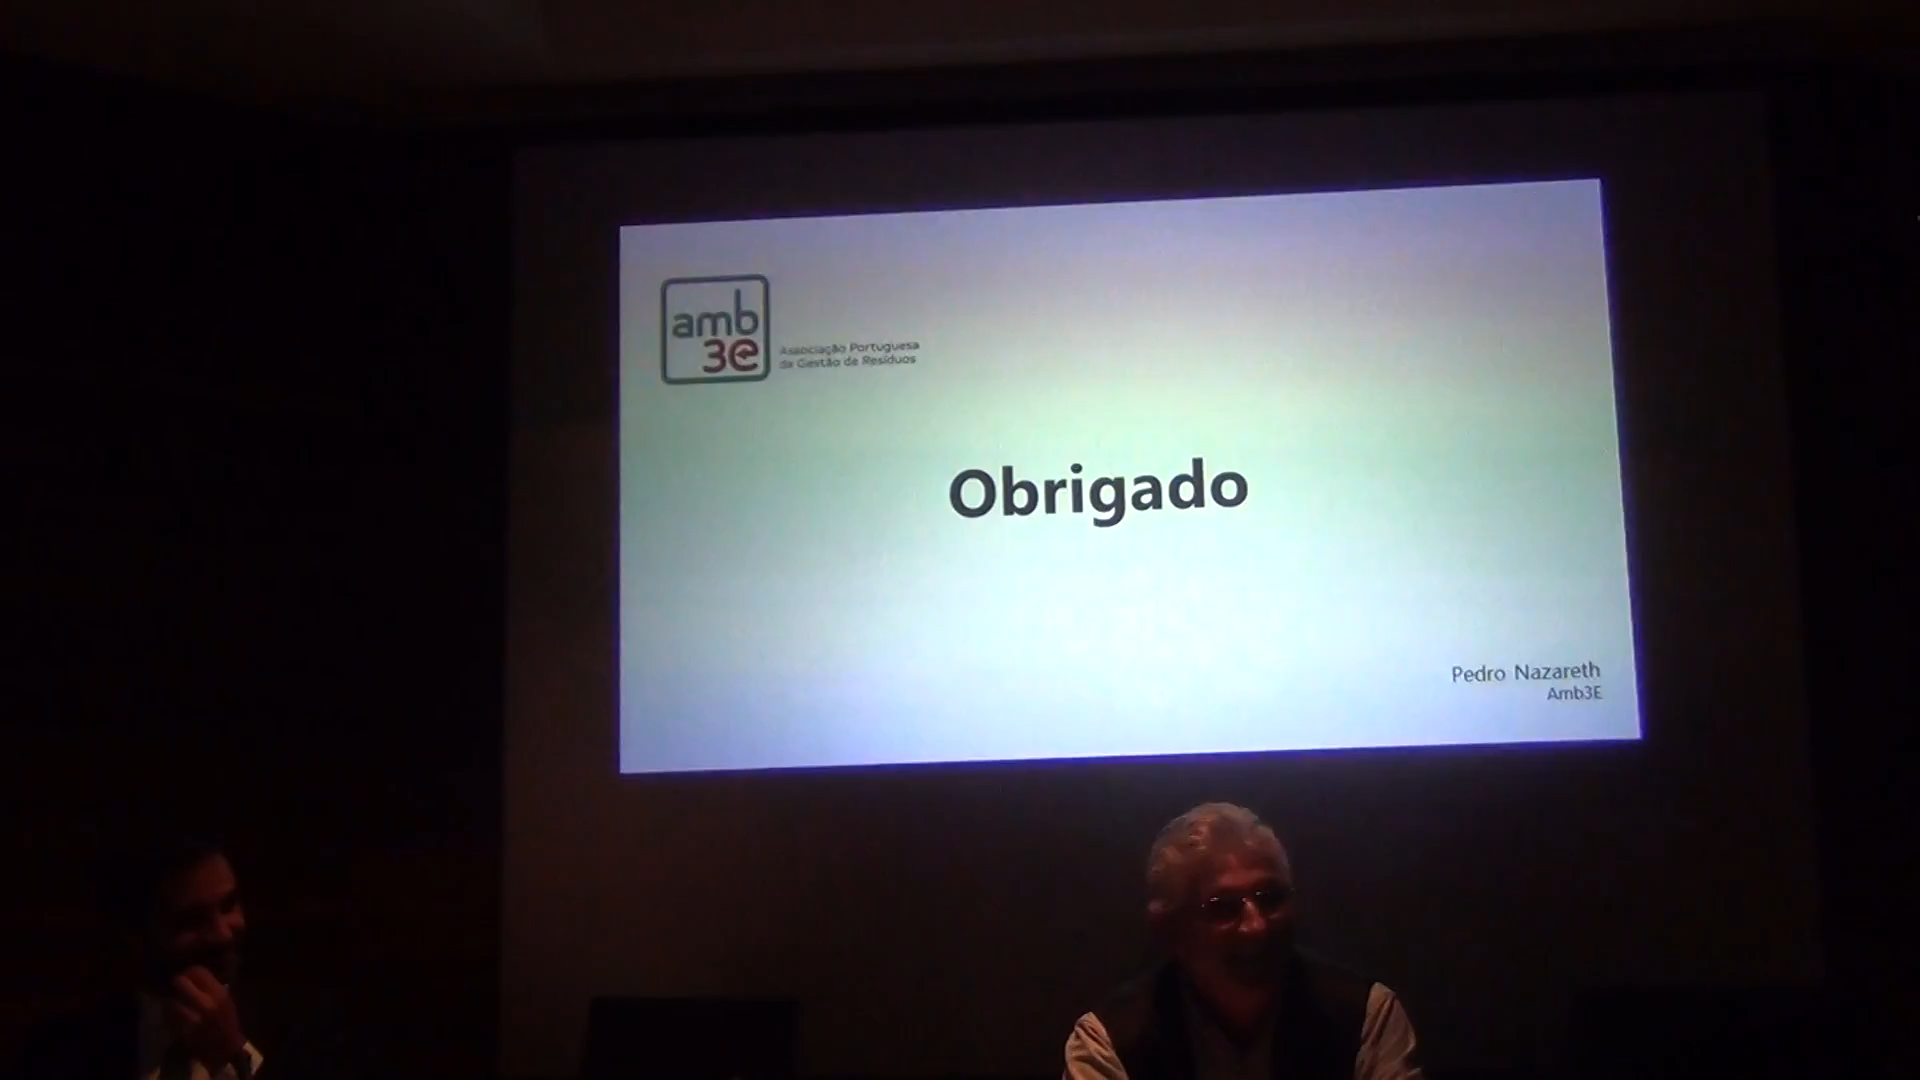 amb
3e
Associação Portuguesa
de Gestão de Resíduos
Obrigado
Pedro Nazareth
Amb3E